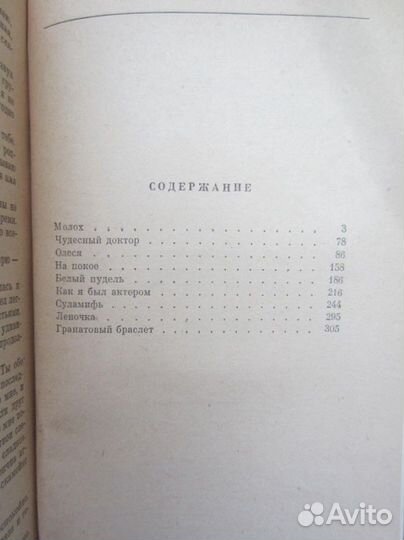 СОДЕРЖАНИЕ
Молох . . . . . . . . . . . . . . 3
Чудесный доктор . . . . . . . . . . 78
Олеся . . . . . . . . . . . . . . 86
На покое . . . . . . . . . . . . . 158
Белый пудель . . . . . . . . . . . 186
Как я был актером . . . . . . . . . 216
Суламифь . . . . . . . . . . . . . 244
Леночка . . . . . . . . . . . . . 295
Гранатовый браслет . . . . . . . . . 305
Avito